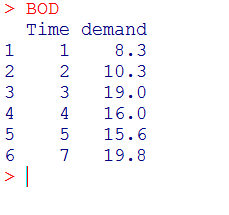 > BOD
  Time demand
1    1    8.3
2    2   10.3
3    3   19.0
4    4   16.0
5    5   15.6
6    7   19.8
>